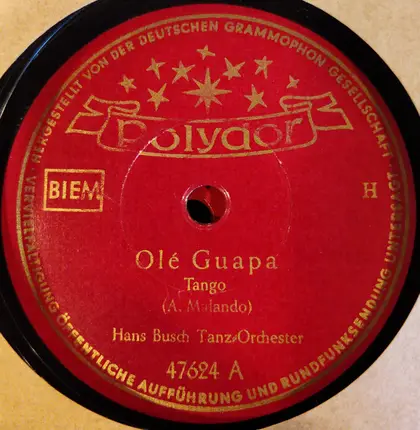 HERGESTELLT VON DER DEUTSCHEN GRAMMOPHON GESELLSCHAFT
polydor
BIEM
H
Olé Guapa
Tango
(A. Malando)
Hans Busch Tanz-Orchester
47624 A
VERVIELFÄLTIGUNG ÖFFENTLICHE AUFFÜHRUNG UND RUNDFUNKSENDUNG UNTERSAGT